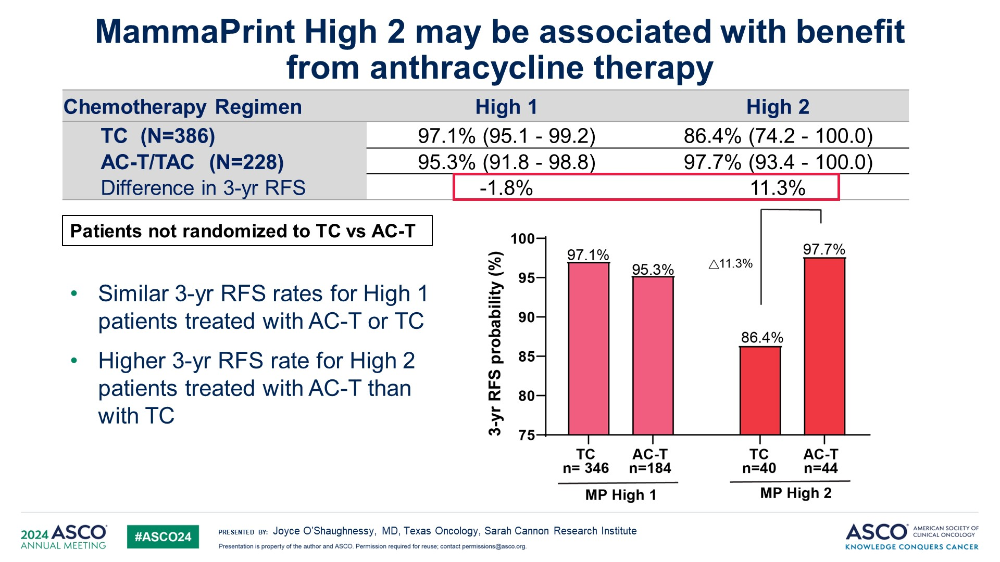 MammaPrint High 2 may be associated with benefit
from anthracycline therapy
Chemotherapy Regimen High 1 High 2
TC (N=386) 97.1% (95.1 - 99.2) 86.4% (74.2 - 100.0)
AC-T/TAC (N=228) 95.3% (91.8 - 98.8) 97.7% (93.4 - 100.0)
Difference in 3-yr RFS -1.8% 11.3%
Patients not randomized to TC vs AC-T
• Similar 3-yr RFS rates for High 1
patients treated with AC-T or TC
• Higher 3-yr RFS rate for High 2
patients treated with AC-T than
with TC
3-yr RFS probability (%)
100
95
90
85
80
75
97.1%
95.3%
△11.3%
86.4%
97.7%
TC AC-T TC AC-T
n= 346 n=184 n=40 n=44
MP High 1 MP High 2
2024 ASCO
ANNUAL MEETING
#ASCO24
PRESENTED BY: Joyce O’Shaughnessy, MD, Texas Oncology, Sarah Cannon Research Institute
Presentation is property of the author and ASCO. Permission required for reuse; contact permissions@asco.org.
ASCO AMERICAN SOCIETY OF
CLINICAL ONCOLOGY
KNOWLEDGE CONQUERS CANCER